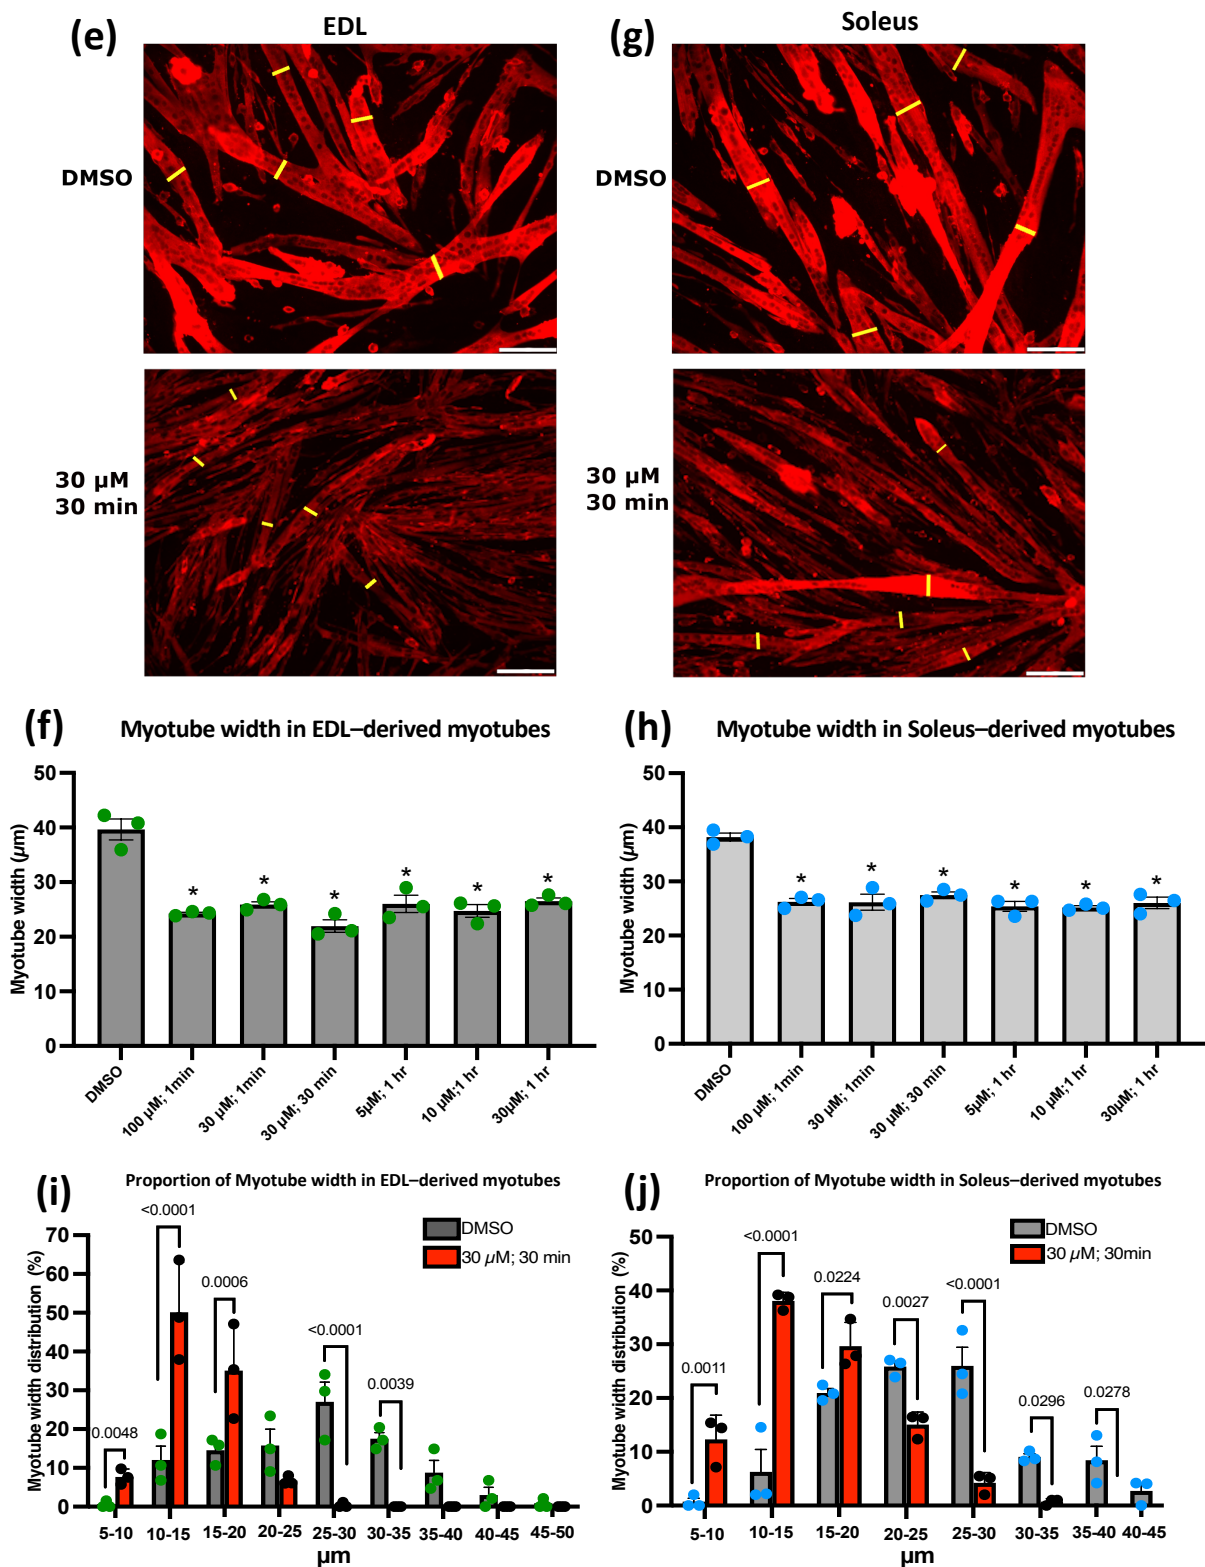 (e)
EDL
(g)
Soleus
DMSO
DMSO
30 µM
30 min
30 µM
30 min
(f)
Myotube width in EDL–derived myotubes
Myotube width (µm)
50
40
30
20
10
0
* * * * * *
DMSO
100 µM; 1min
30 µM; 1min
30 µM; 30 min
5µM; 1 hr
10 µM;1 hr
30µM; 1 hr
(h)
Myotube width in Soleus–derived myotubes
Myotube width (µm)
50
40
30
20
10
0
* * * * * *
DMSO
100 µM; 1min
30 µM; 1min
30 µM; 30 min
5µM; 1 hr
10 µM;1 hr
30µM; 1 hr
(i)
Proportion of Myotube width in EDL–derived myotubes
Myotube width distribution (%)
70
60
50
40
30
20
10
0
DMSO
30 µM; 30 min
0.0048
<0.0001
0.0006
<0.0001
0.0039
5-10
10-15
15-20
20-25
25-30
30-35
35-40
40-45
45-50
µm
(j)
Proportion of Myotube width in Soleus–derived myotubes
Myotube width distribution (%)
50
40
30
20
10
0
DMSO
30 µM; 30min
0.0011
<0.0001
0.0224
0.0027
<0.0001
0.0296
0.0278
5-10
10-15
15-20
20-25
25-30
30-35
35-40
40-45
µm